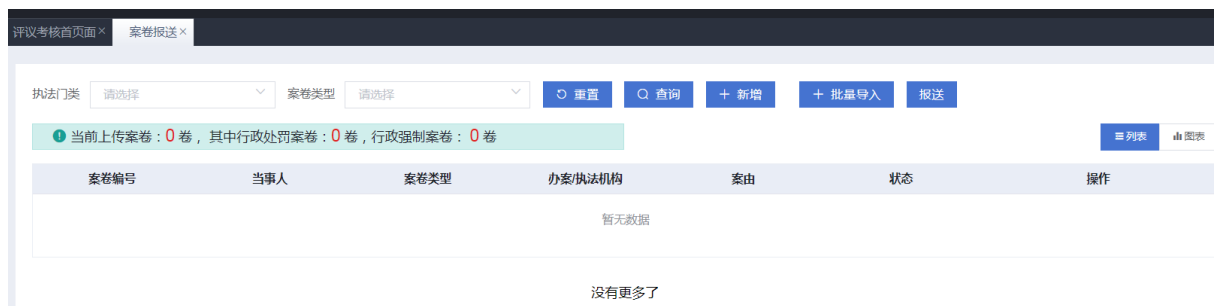 评议考核首页面× 案卷报送×
执法门类 请选择 案卷类型 请选择 重置 查询 + 新增 + 批量导入 报送
当前上传案卷：0 卷，其中行政处罚案卷：0 卷，行政强制案卷：0 卷 列表 图表
案卷编号 当事人 案卷类型 办案/执法机构 案由 状态 操作
暂无数据
没有更多了